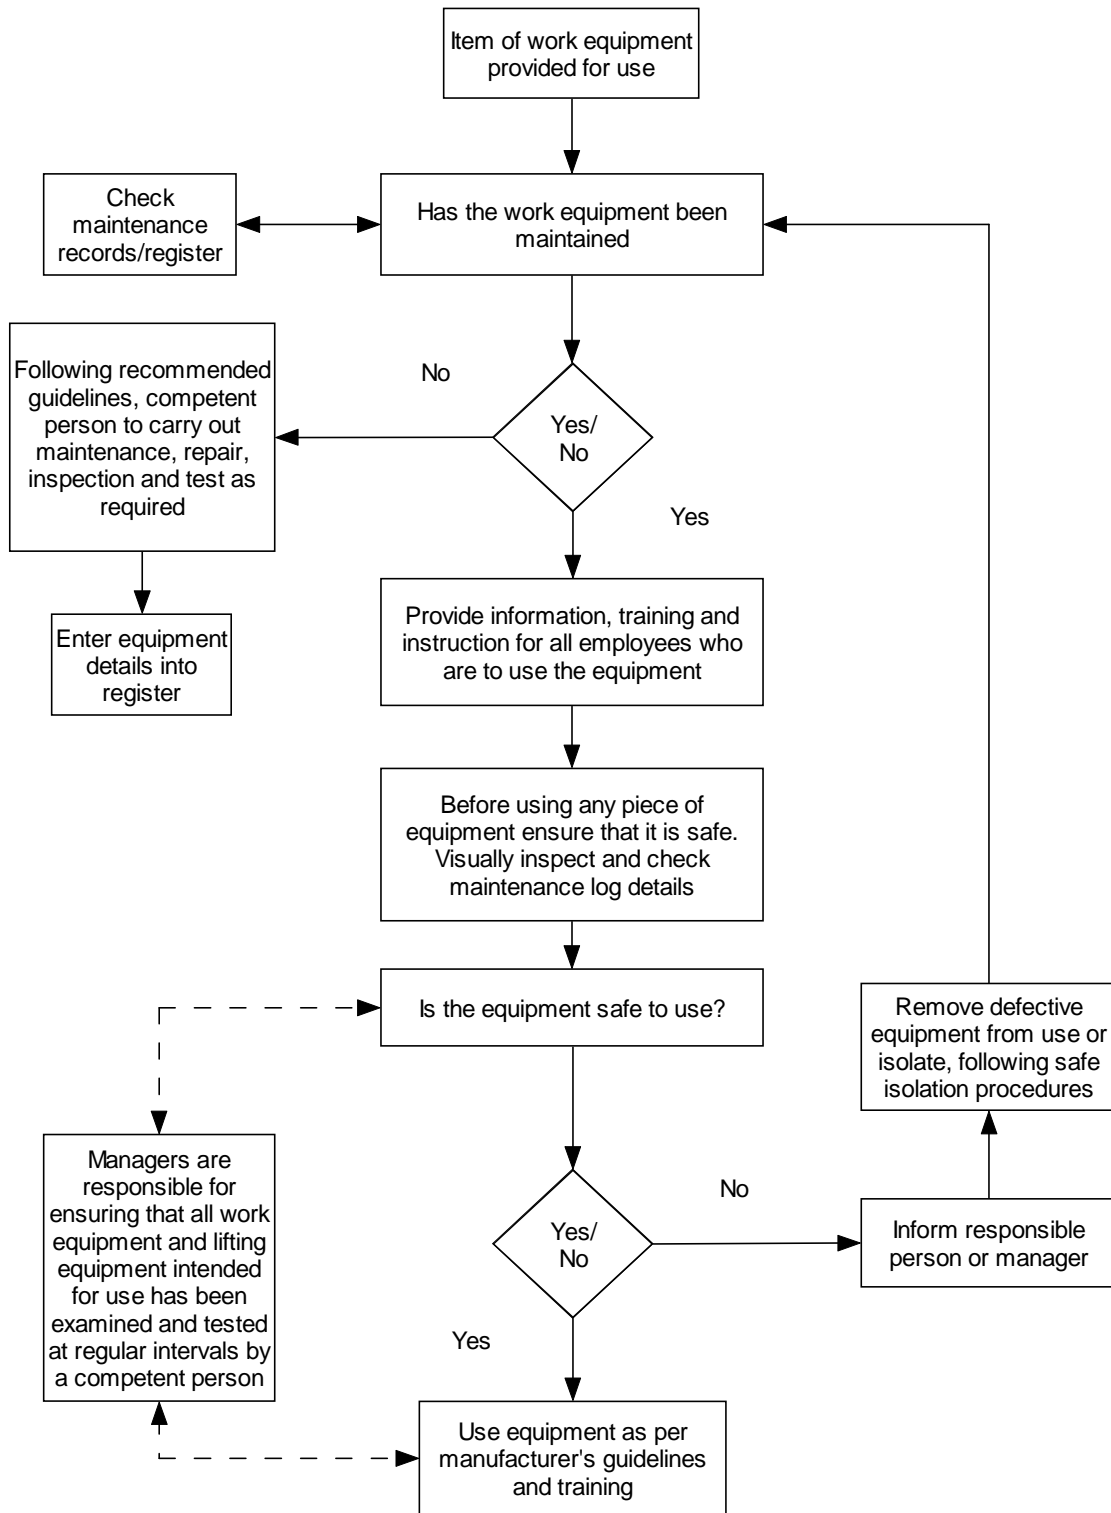 Item of work equipment
provided for use
Check
maintenance
records/register
Has the work equipment been
maintained
Following recommended
guidelines, competent
person to carry out
maintenance, repair,
inspection and test as
required
No
Yes/
No
Yes
Enter equipment
details into
register
Provide information, training and
instruction for all employees who
are to use the equipment
Before using any piece of
equipment ensure that it is safe.
Visually inspect and check
maintenance log details
Is the equipment safe to use?
Remove defective
equipment from use or
isolate, following safe
isolation procedures
Managers are
responsible for
ensuring that all work
equipment and lifting
equipment intended
for use has been
examined and tested
at regular intervals by
a competent person
Yes/
No
No
Inform responsible
person or manager
Yes
Use equipment as per
manufacturer's guidelines
and training